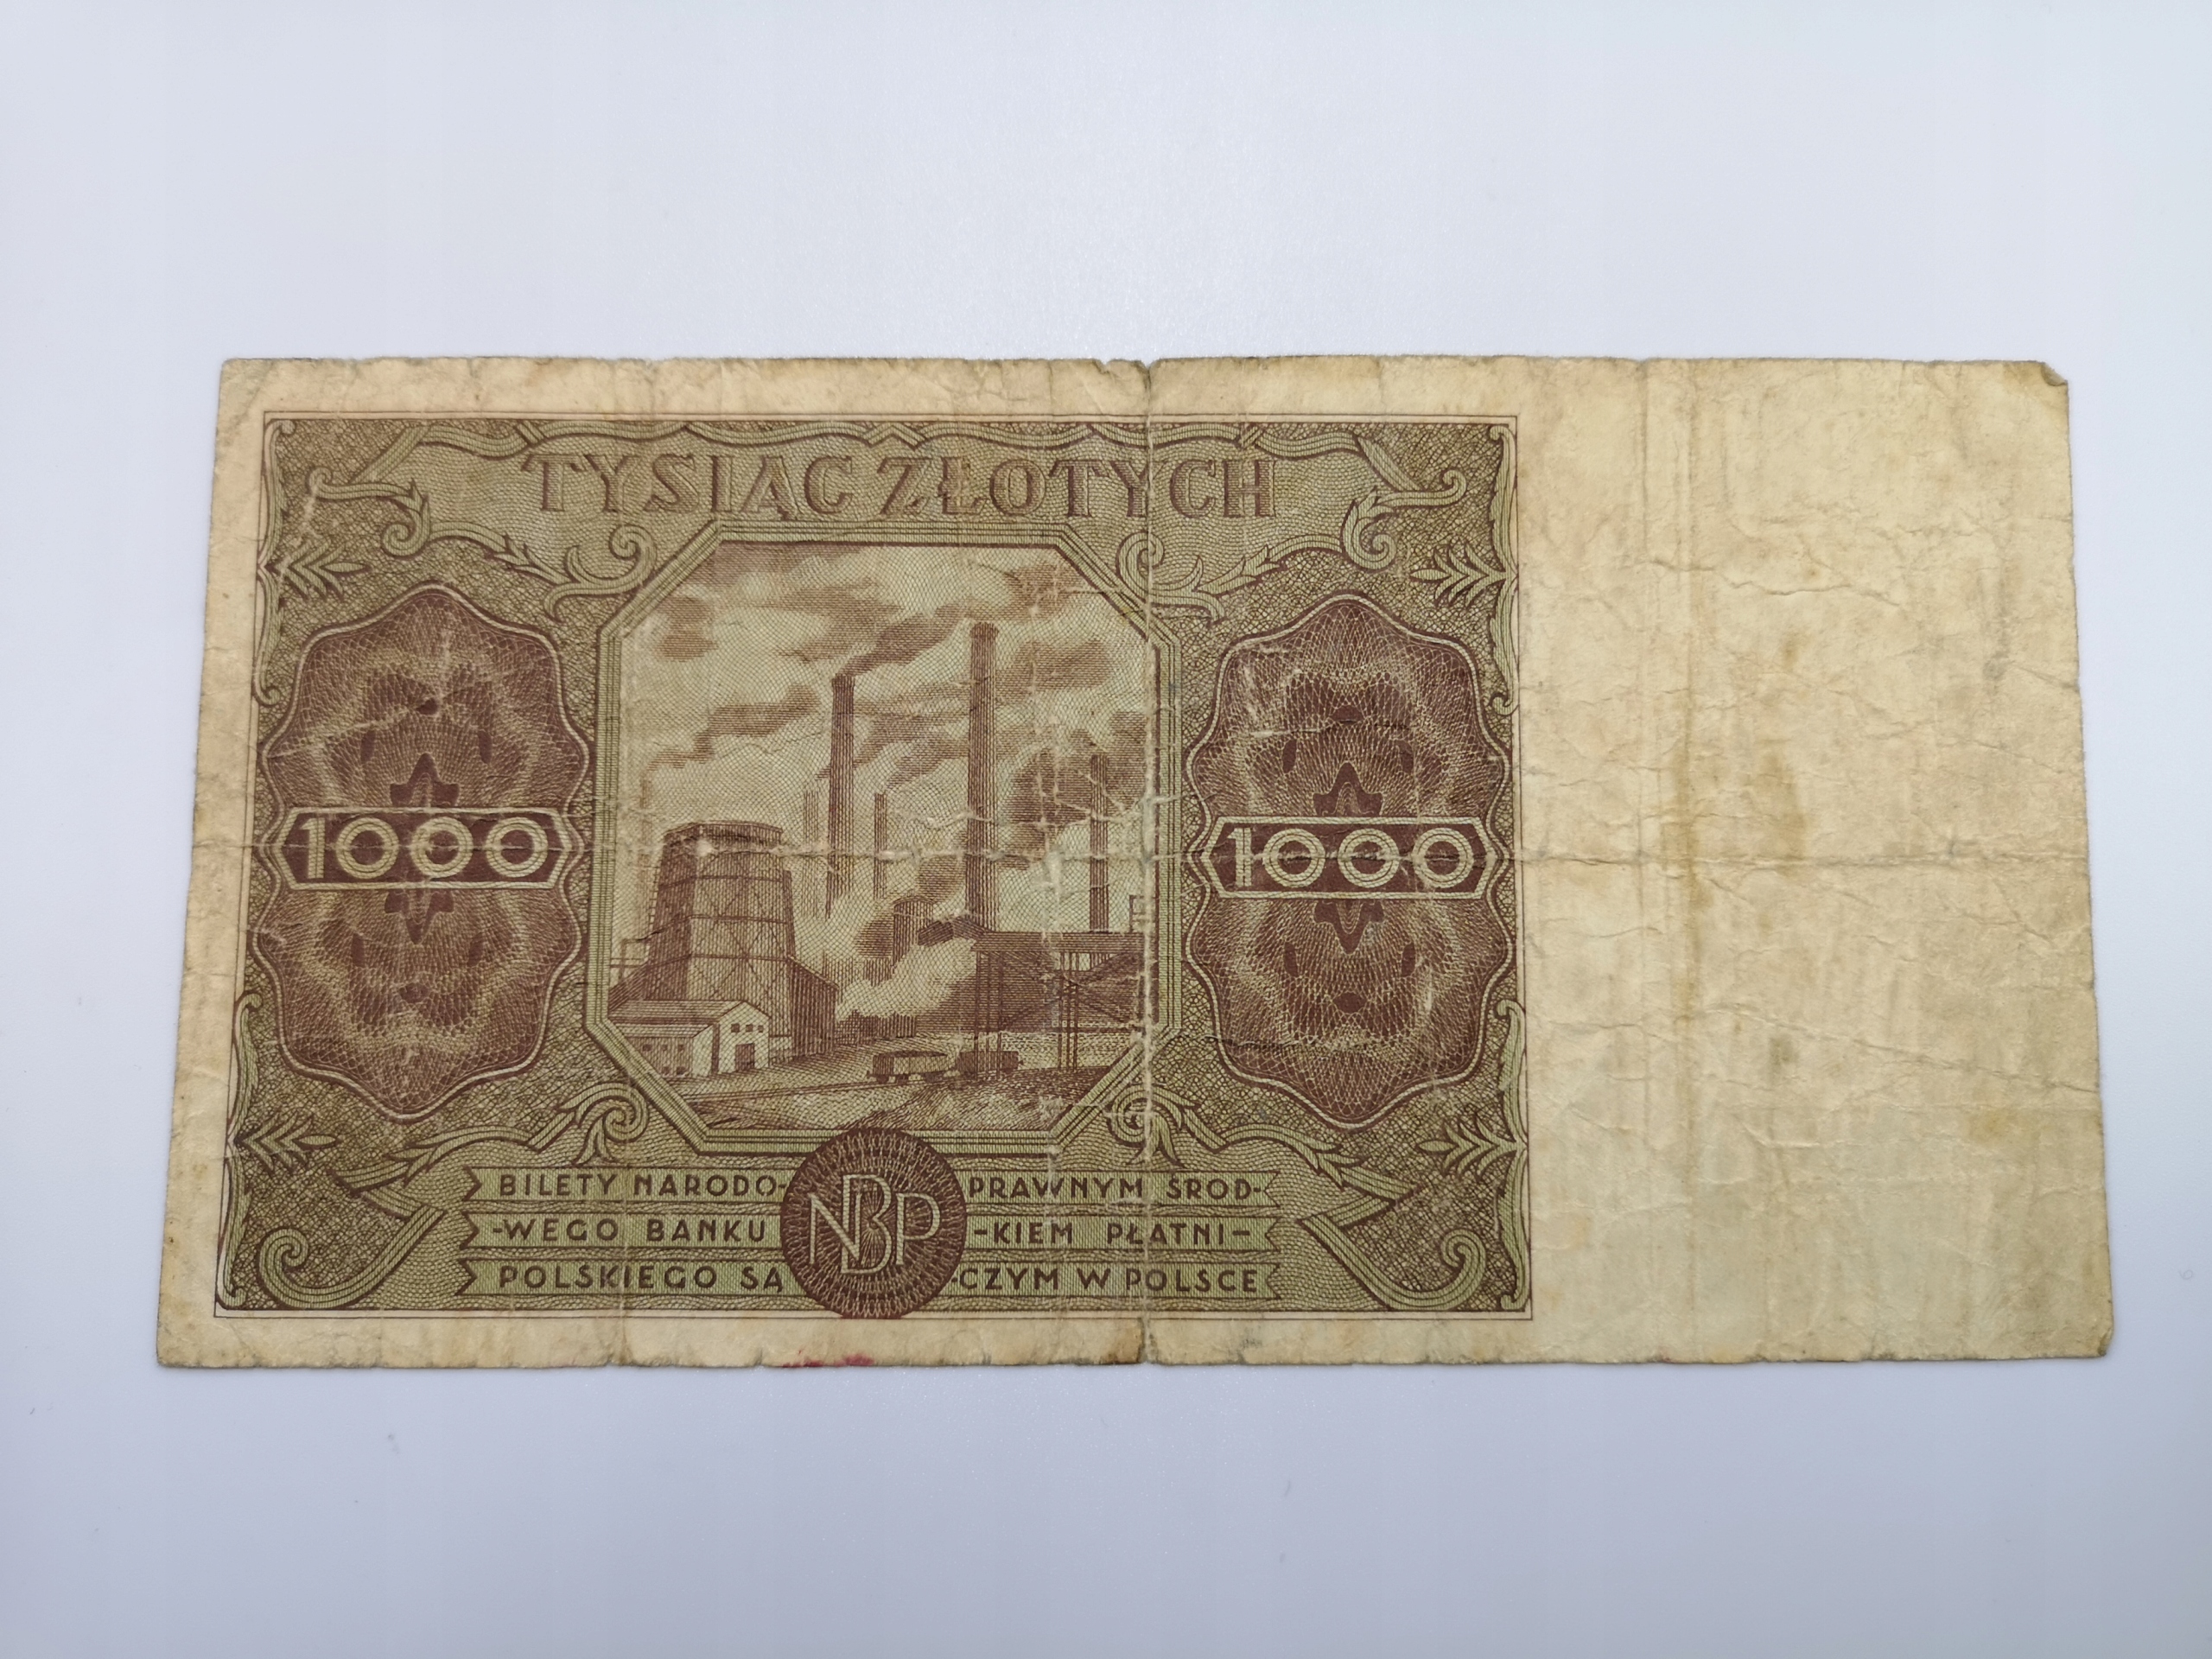 TYSIĄC ZŁOTYCH
1000
1000
BILETY NARODO-
-WEGO BANKU
POLSKIEGO SĄ
NBP
PRAWNYM ŚROD-
-KIEM PŁATNI-
-CZYM W POLSCE